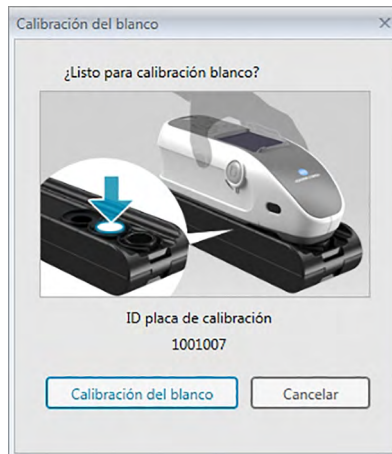 Calibración del blanco
¿Listo para calibración blanco?
ID placa de calibración
1001007
Calibración del blanco
Cancelar